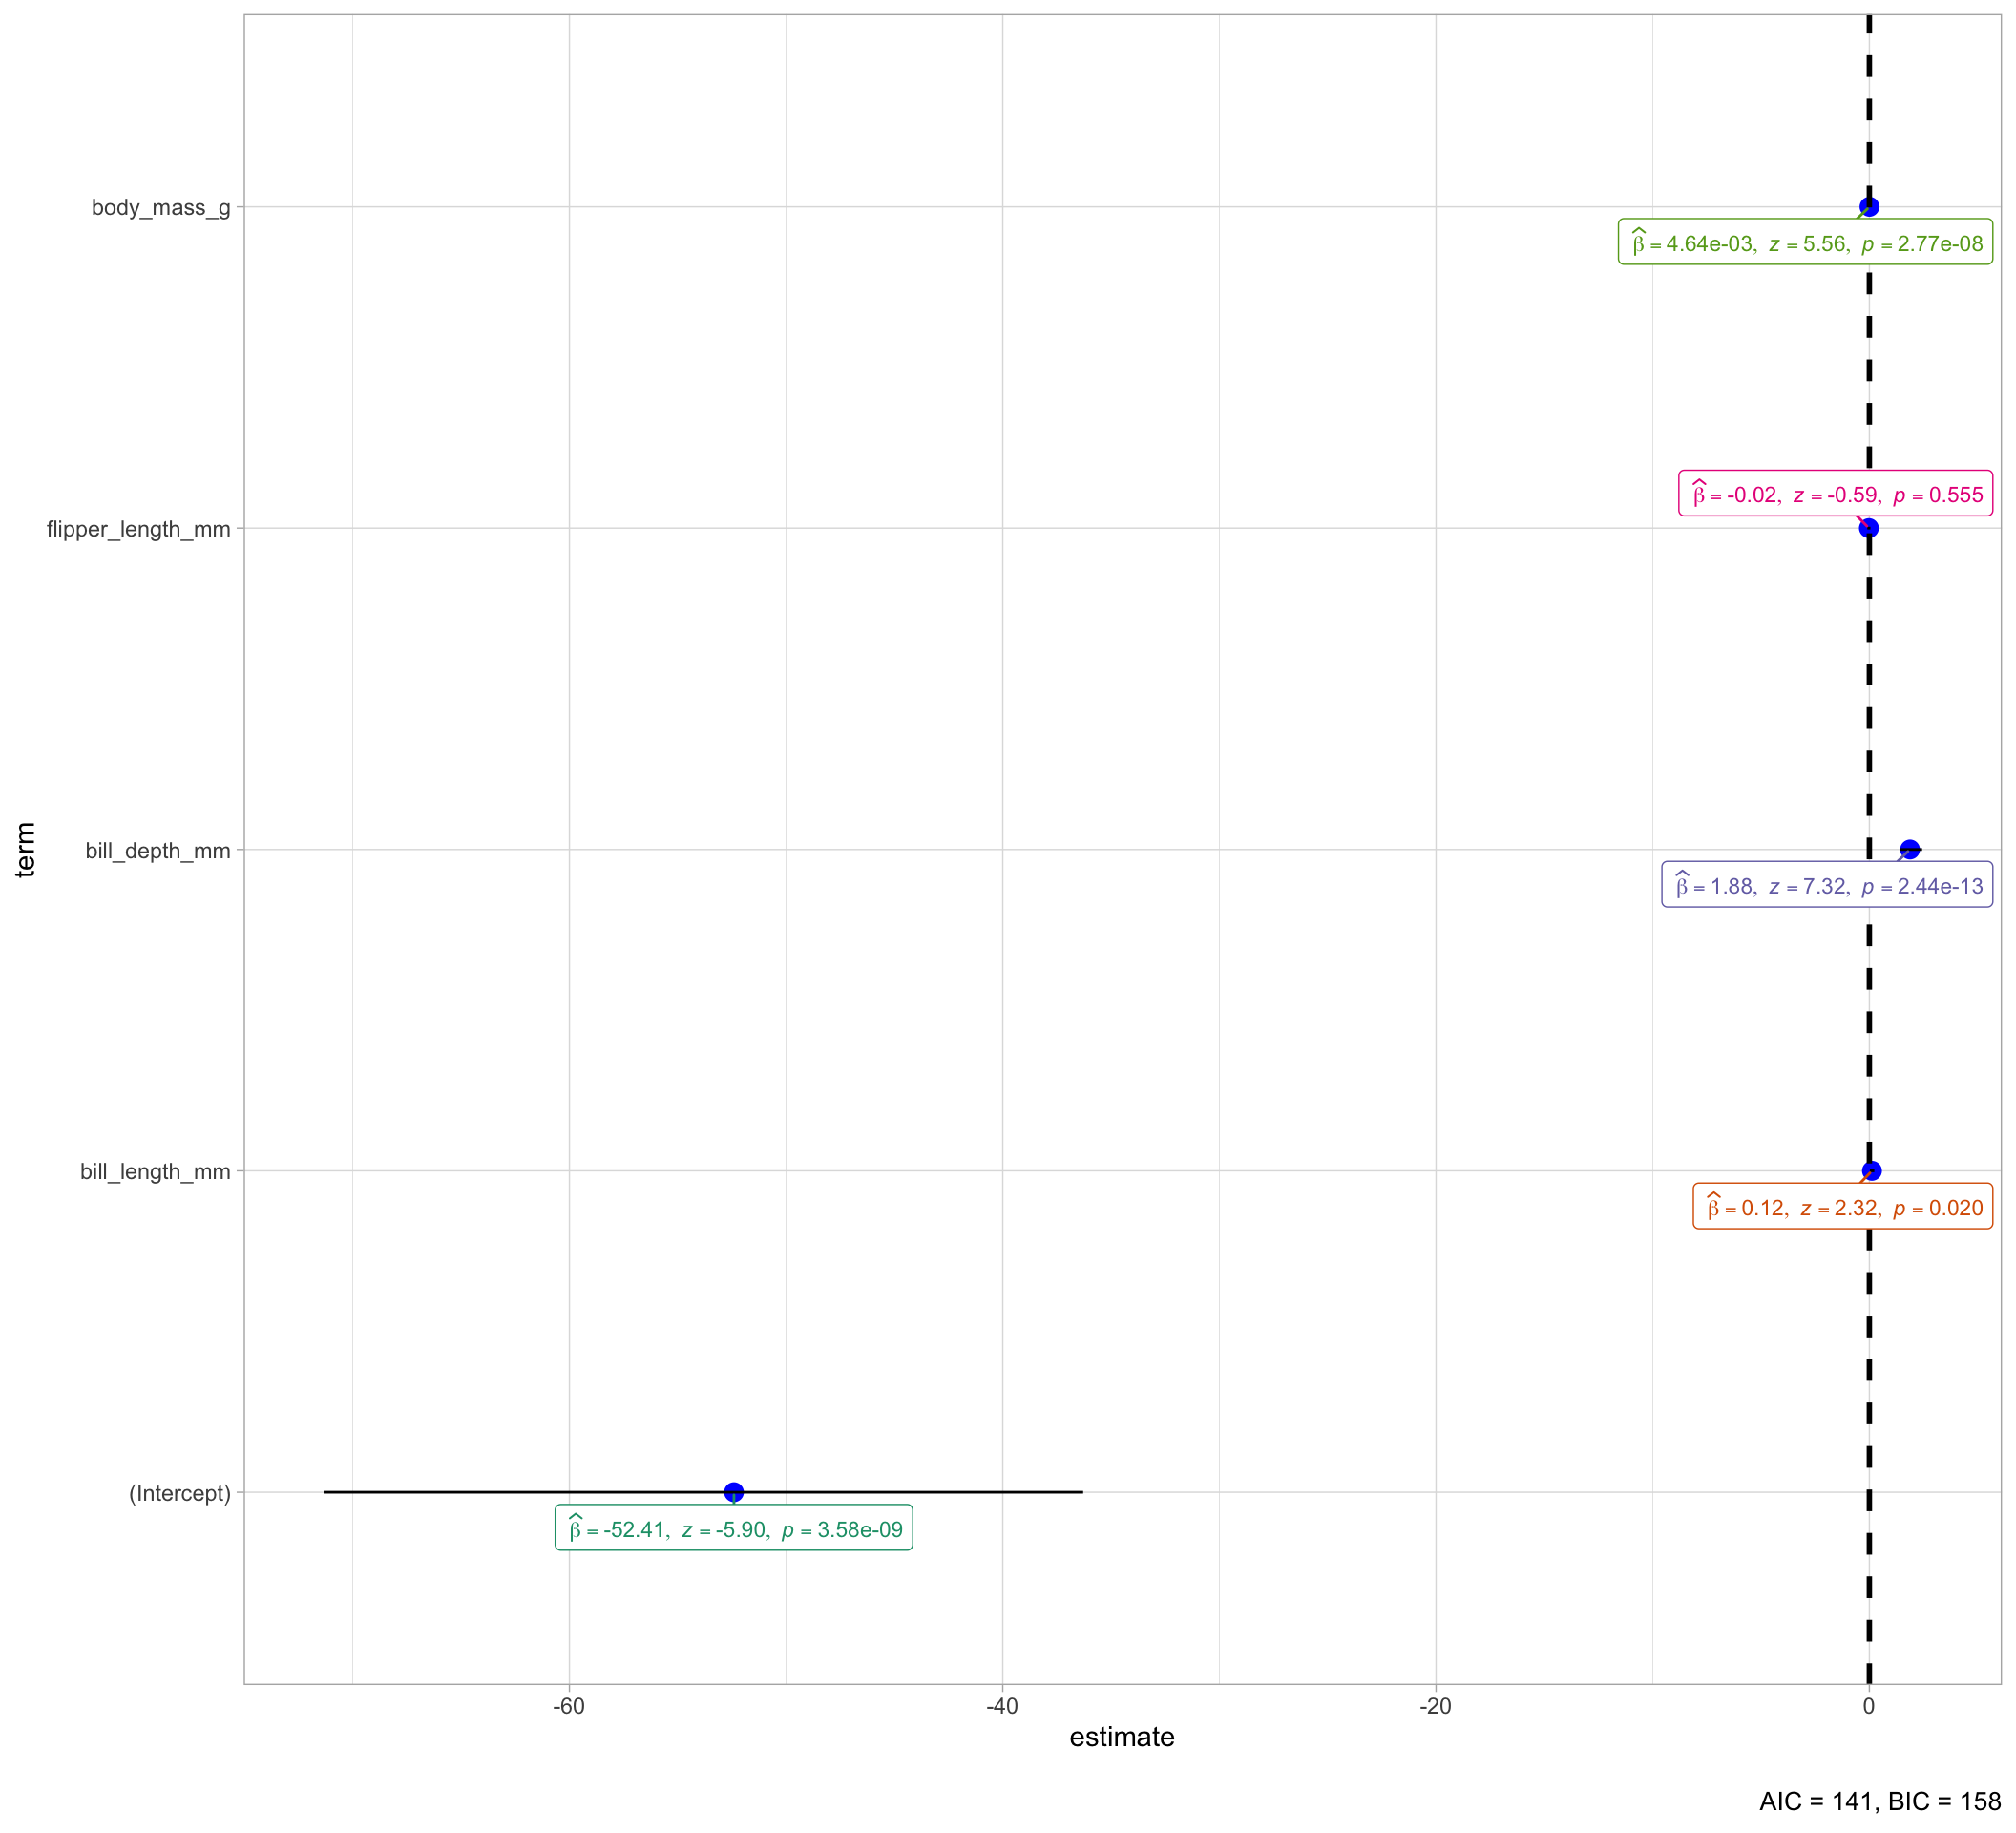 body_mass_g
β̂ = 4.64e-03, z = 5.56, p = 2.77e-08
β̂ = -0.02, z = -0.59, p = 0.555
flipper_length_mm
term
bill_depth_mm
β̂ = 1.88, z = 7.32, p = 2.44e-13
bill_length_mm
β̂ = 0.12, z = 2.32, p = 0.020
(Intercept)
β̂ = -52.41, z = -5.90, p = 3.58e-09
-60 -40 -20 0
estimate
AIC = 141, BIC = 158